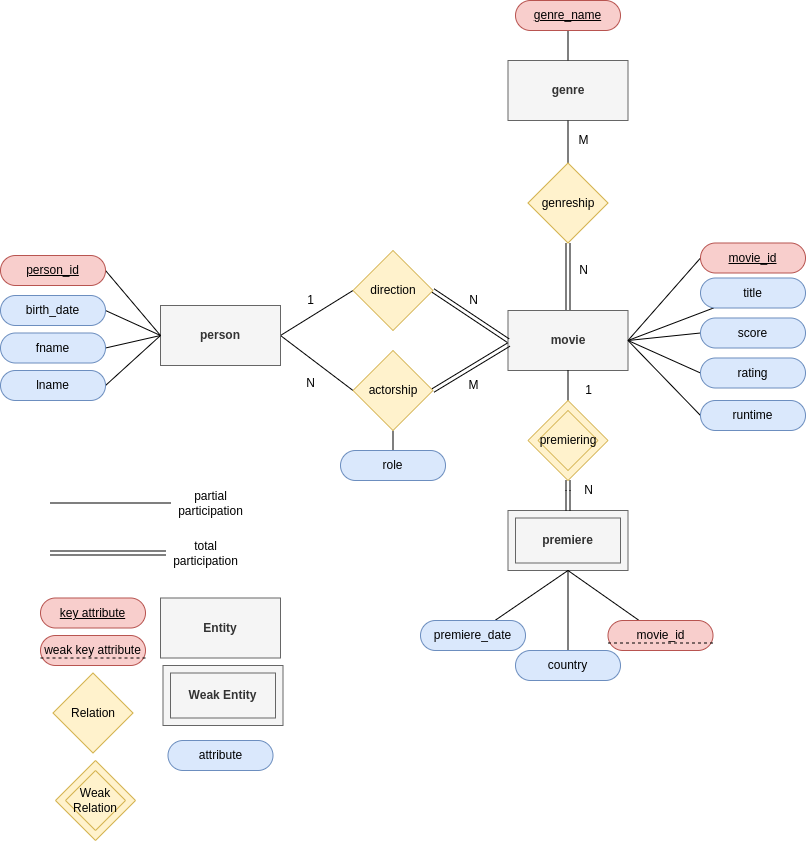 genre_name
genre
M
genreship
N
person_id
birth_date
fname
lname
person
1
direction
N
N
actorship
M
role
movie
movie_id
title
score
rating
runtime
1
premiering
N
premiere
premiere_date
country
movie_id
partial
participation
total
participation
key attribute
weak key attribute
Entity
Weak Entity
Relation
attribute
Weak
Relation